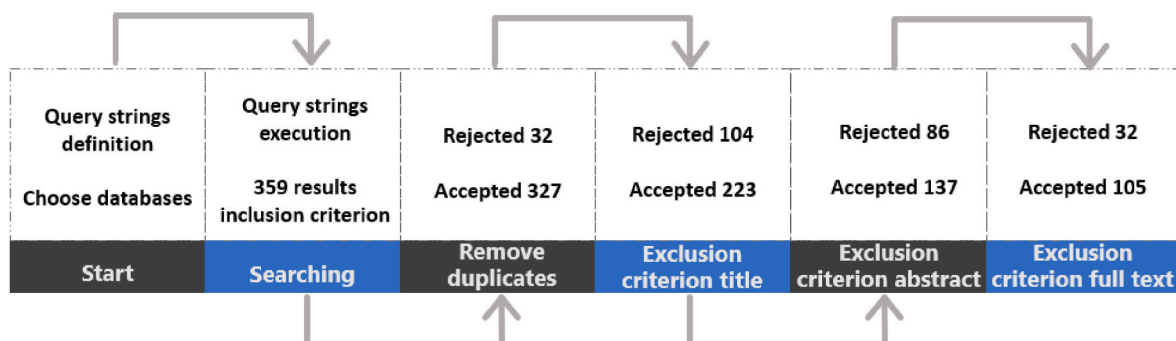 Query strings
definition
Choose databases
Start
Query strings
execution
359 results
inclusion criterion
Searching
Rejected 32
Accepted 327
Remove
duplicates
Rejected 104
Accepted 223
Exclusion
criterion title
Rejected 86
Accepted 137
Exclusion
criterion abstract
Rejected 32
Accepted 105
Exclusion
criterion full text